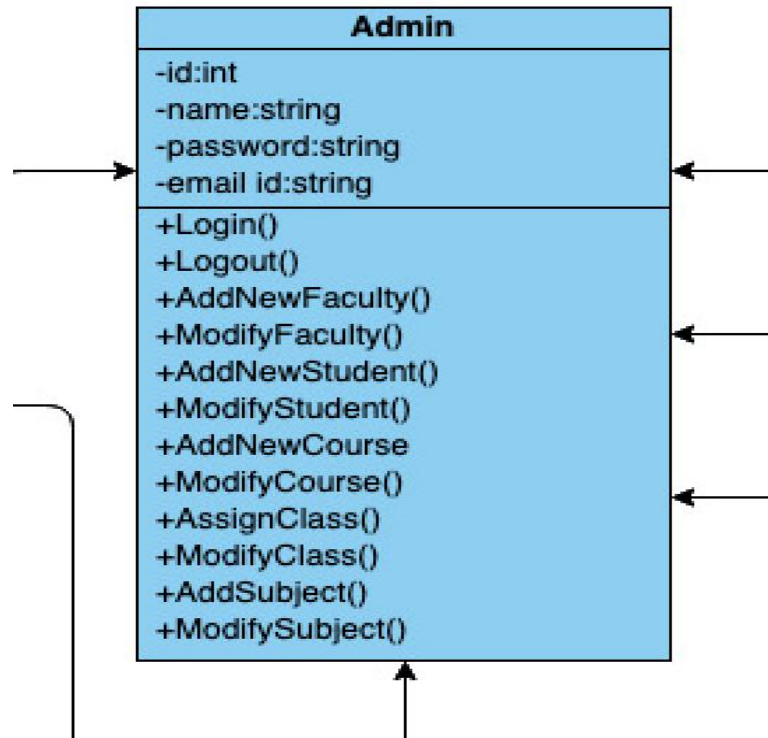 Admin
-id:int
-name:string
-password:string
-email id:string
+Login()
+Logout()
+AddNewFaculty()
+ModifyFaculty()
+AddNewStudent()
+ModifyStudent()
+AddNewCourse
+ModifyCourse()
+AssignClass()
+ModifyClass()
+AddSubject()
+ModifySubject()